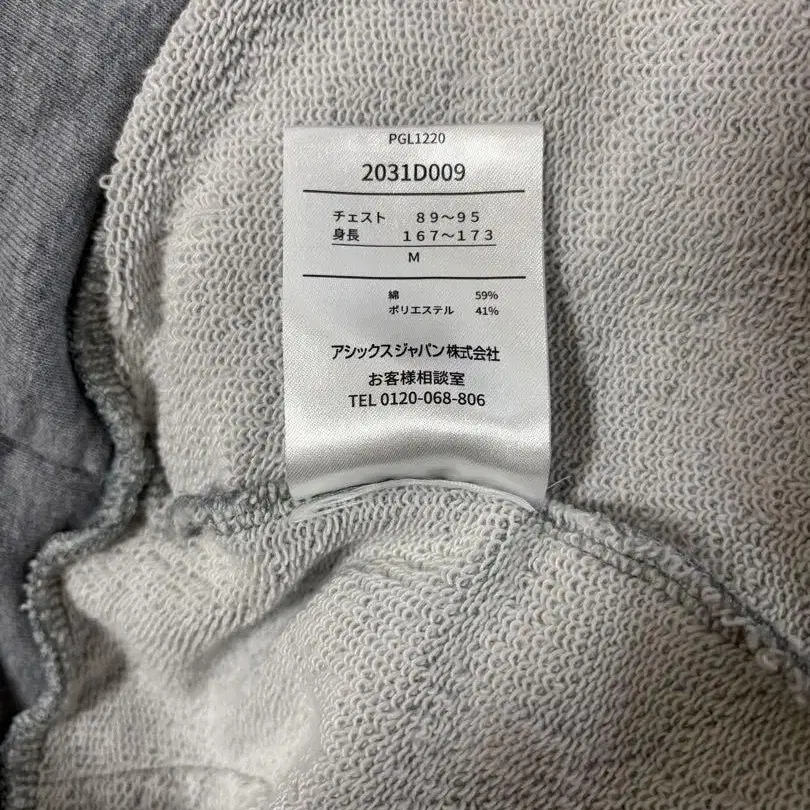 PGL1220
2031D009
チェスト 89～95
身長 167～173
M
綿 59%
ポリエステル 41%
アシックスジャパン株式会社
お客様相談室
TEL 0120-068-806